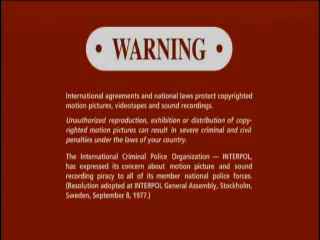 • WARNING •
International agreements and national laws protect copyrighted
motion pictures, videotapes and sound recordings.
Unauthorized reproduction, exhibition or distribution of copy-
righted motion pictures can result in severe criminal and civil
penalties under the laws of your country.
The International Criminal Police Organization — INTERPOL,
has expressed its concern about motion picture and sound
recording piracy to all of its member national police forces.
(Resolution adopted at INTERPOL General Assembly, Stockholm,
Sweden, September 8, 1977.)